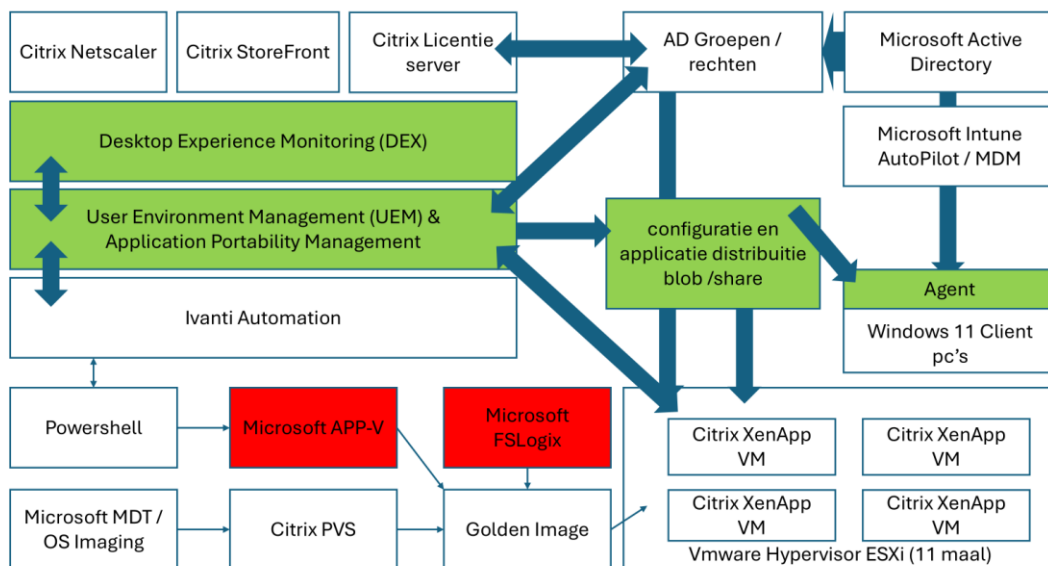 Citrix Netscaler
Citrix StoreFront
Citrix Licentie
server
AD Groepen /
rechten
Microsoft Active
Directory
Desktop Experience Monitoring (DEX)
Microsoft Intune
AutoPilot / MDM
User Environment Management (UEM) &
Application Portability Management
configuratie en
applicatie distribuitie
blob /share
Agent
Windows 11 Client
pc's
Ivanti Automation
Powershell
Microsoft APP-V
Microsoft
FSLogix
Citrix XenApp
VM
Citrix XenApp
VM
Microsoft MDT /
OS Imaging
Citrix PVS
Golden Image
Citrix XenApp
VM
Citrix XenApp
VM
Vmware Hypervisor ESXi (11 maal)